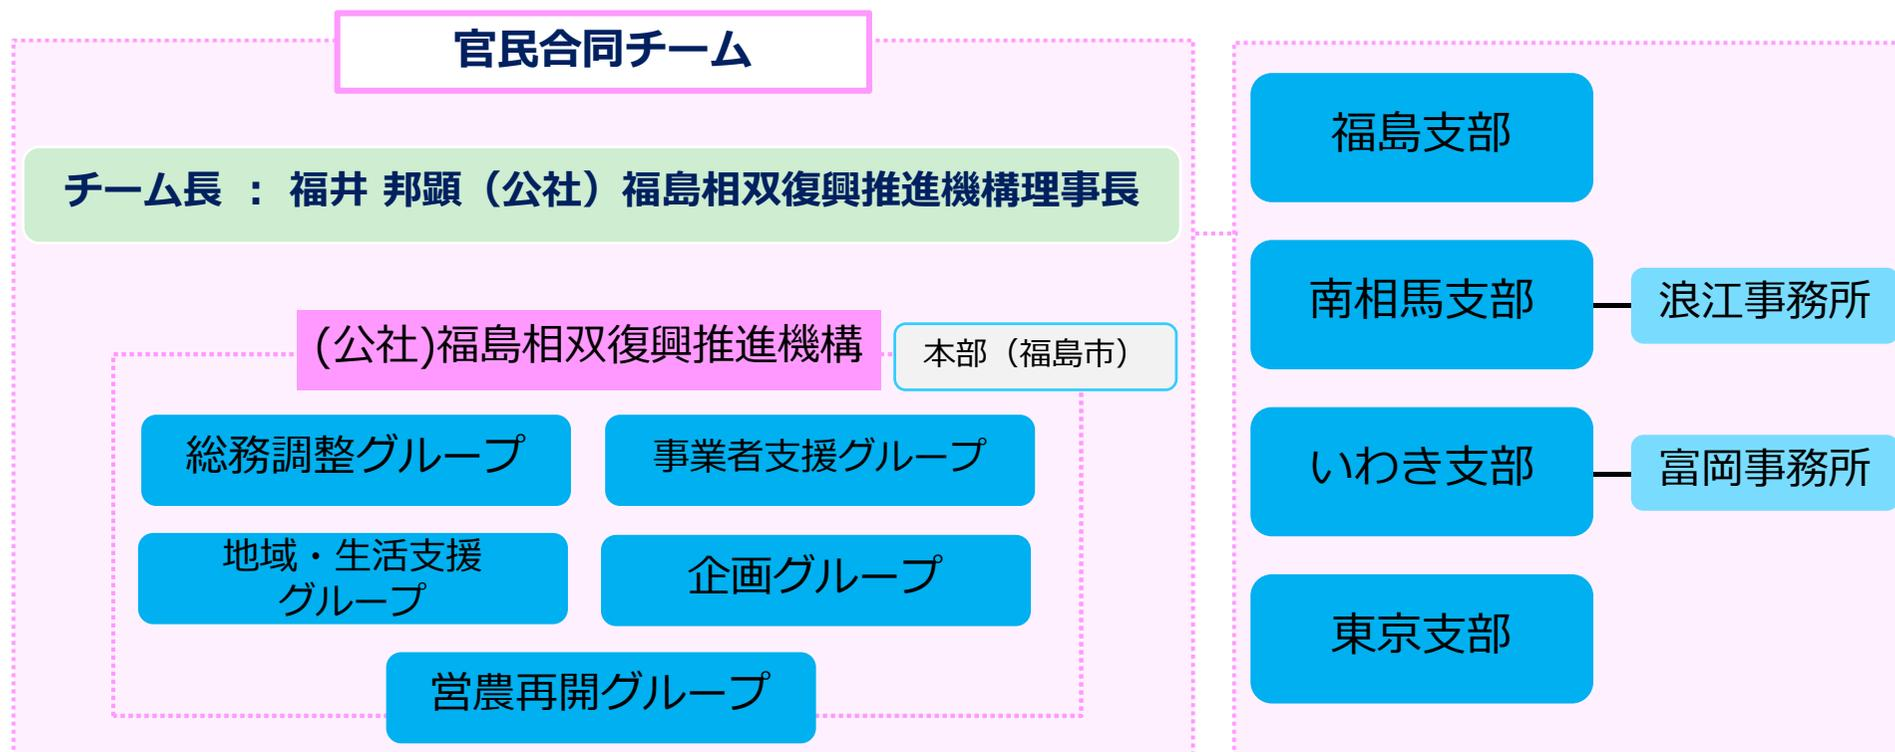 官民合同チーム
チーム長 ： 福井 邦顕（公社）福島相双復興推進機構理事長
(公社)福島相双復興推進機構
本部（福島市）
総務調整グループ
事業者支援グループ
地域・生活支援
グループ
企画グループ
営農再開グループ
福島支部
南相馬支部
浪江事務所
いわき支部
富岡事務所
東京支部